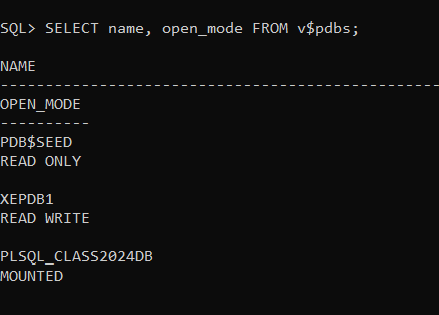 SQL> SELECT name, open_mode FROM v$pdbs;
NAME
--------------------------------------------------
OPEN_MODE
----------
PDB$SEED
READ ONLY
XEPDB1
READ WRITE
PLSQL_CLASS2024DB
MOUNTED